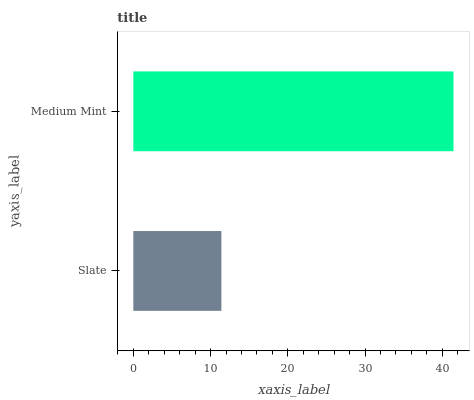 title
Medium Mint
yaxis_label
Slate
0 10 20 30 40
xaxis_label